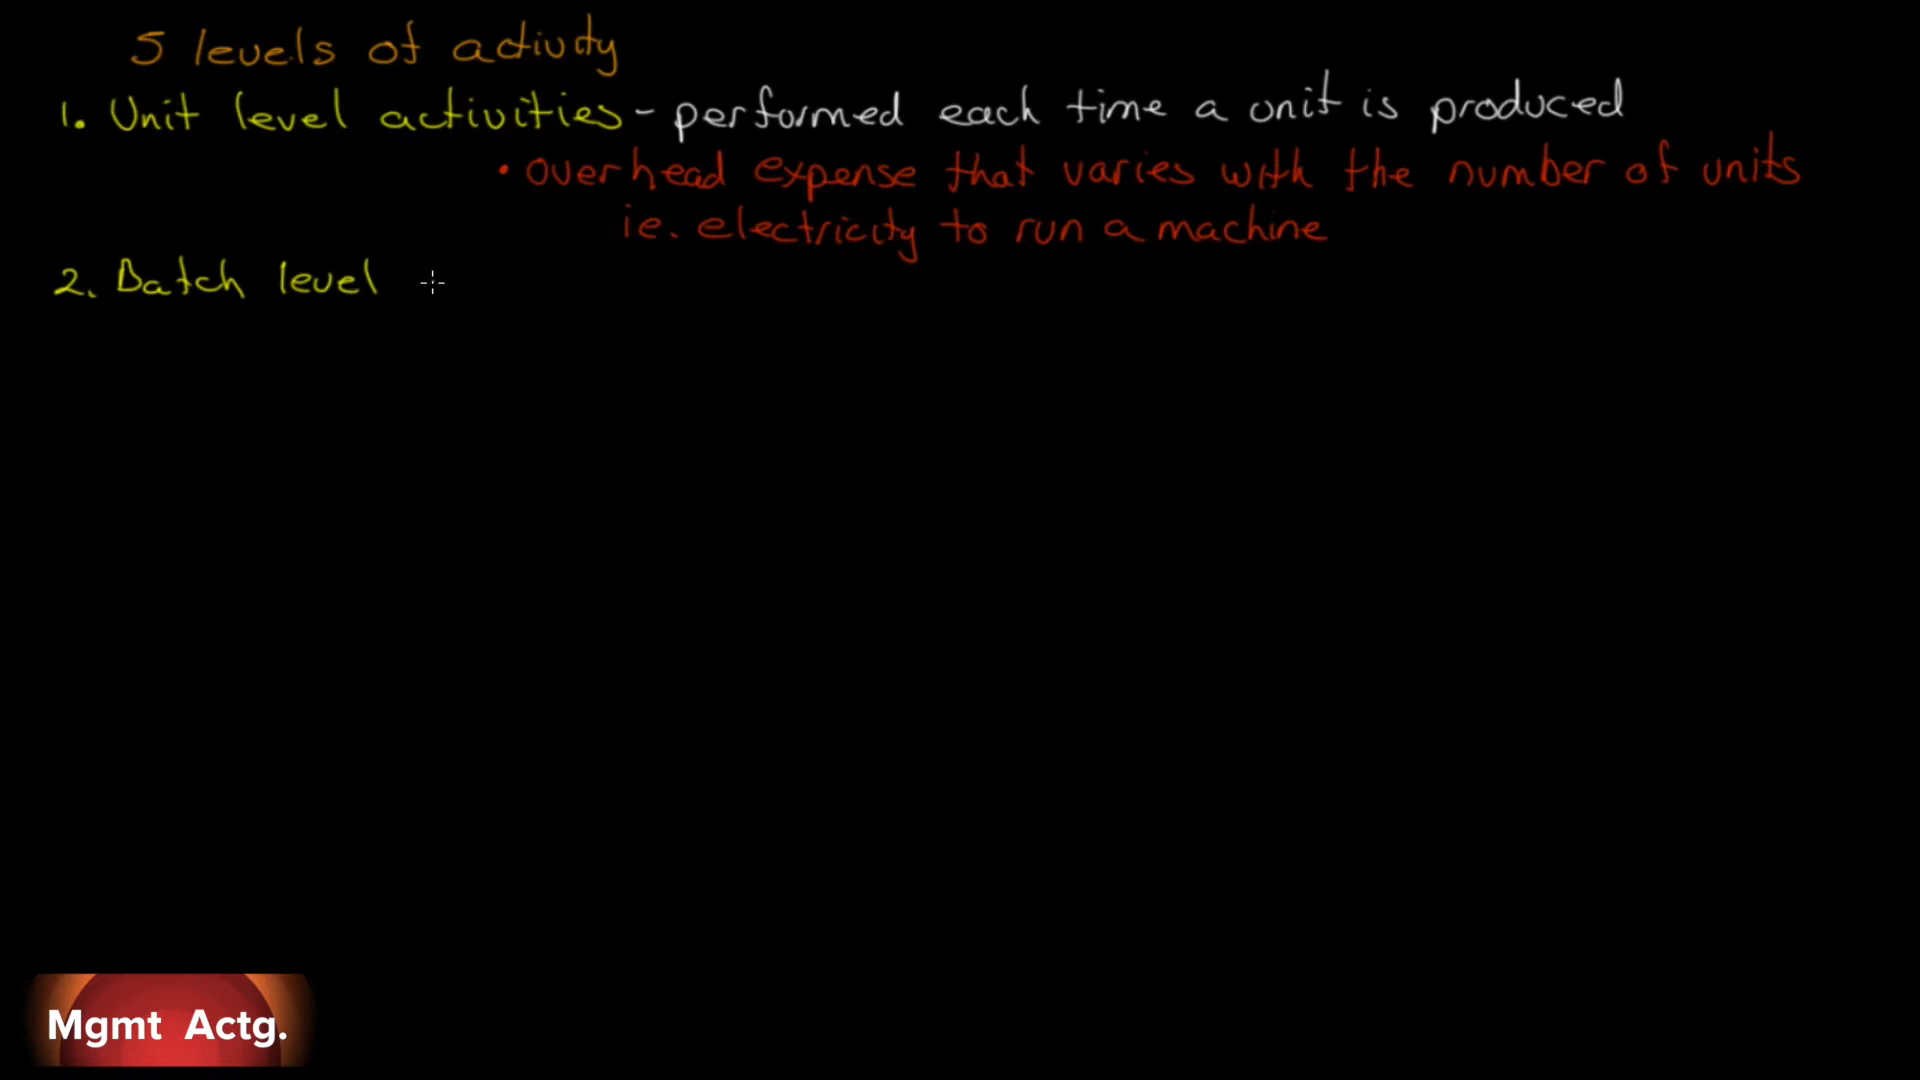 5 levels of activity
1. Unit level activities - performed each time a unit is produced
• overhead expense that varies with the number of units
ie. electricity to run a machine
2. Batch level
Mgmt Actg.